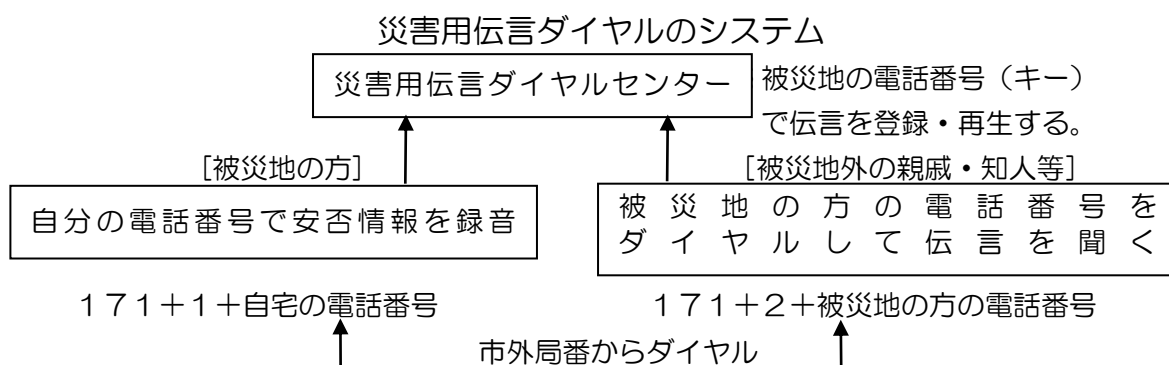 災害用伝言ダイヤルのシステム
災害用伝言ダイヤルセンター
被災地の電話番号（キー）
で伝言を登録・再生する。
[被災地の方]
[被災地外の親戚・知人等]
自分の電話番号で安否情報を録音
被災地の方の電話番号を
ダイヤルして伝言を聞く
１７１＋１＋自宅の電話番号
１７１＋２＋被災地の方の電話番号
市外局番からダイヤル